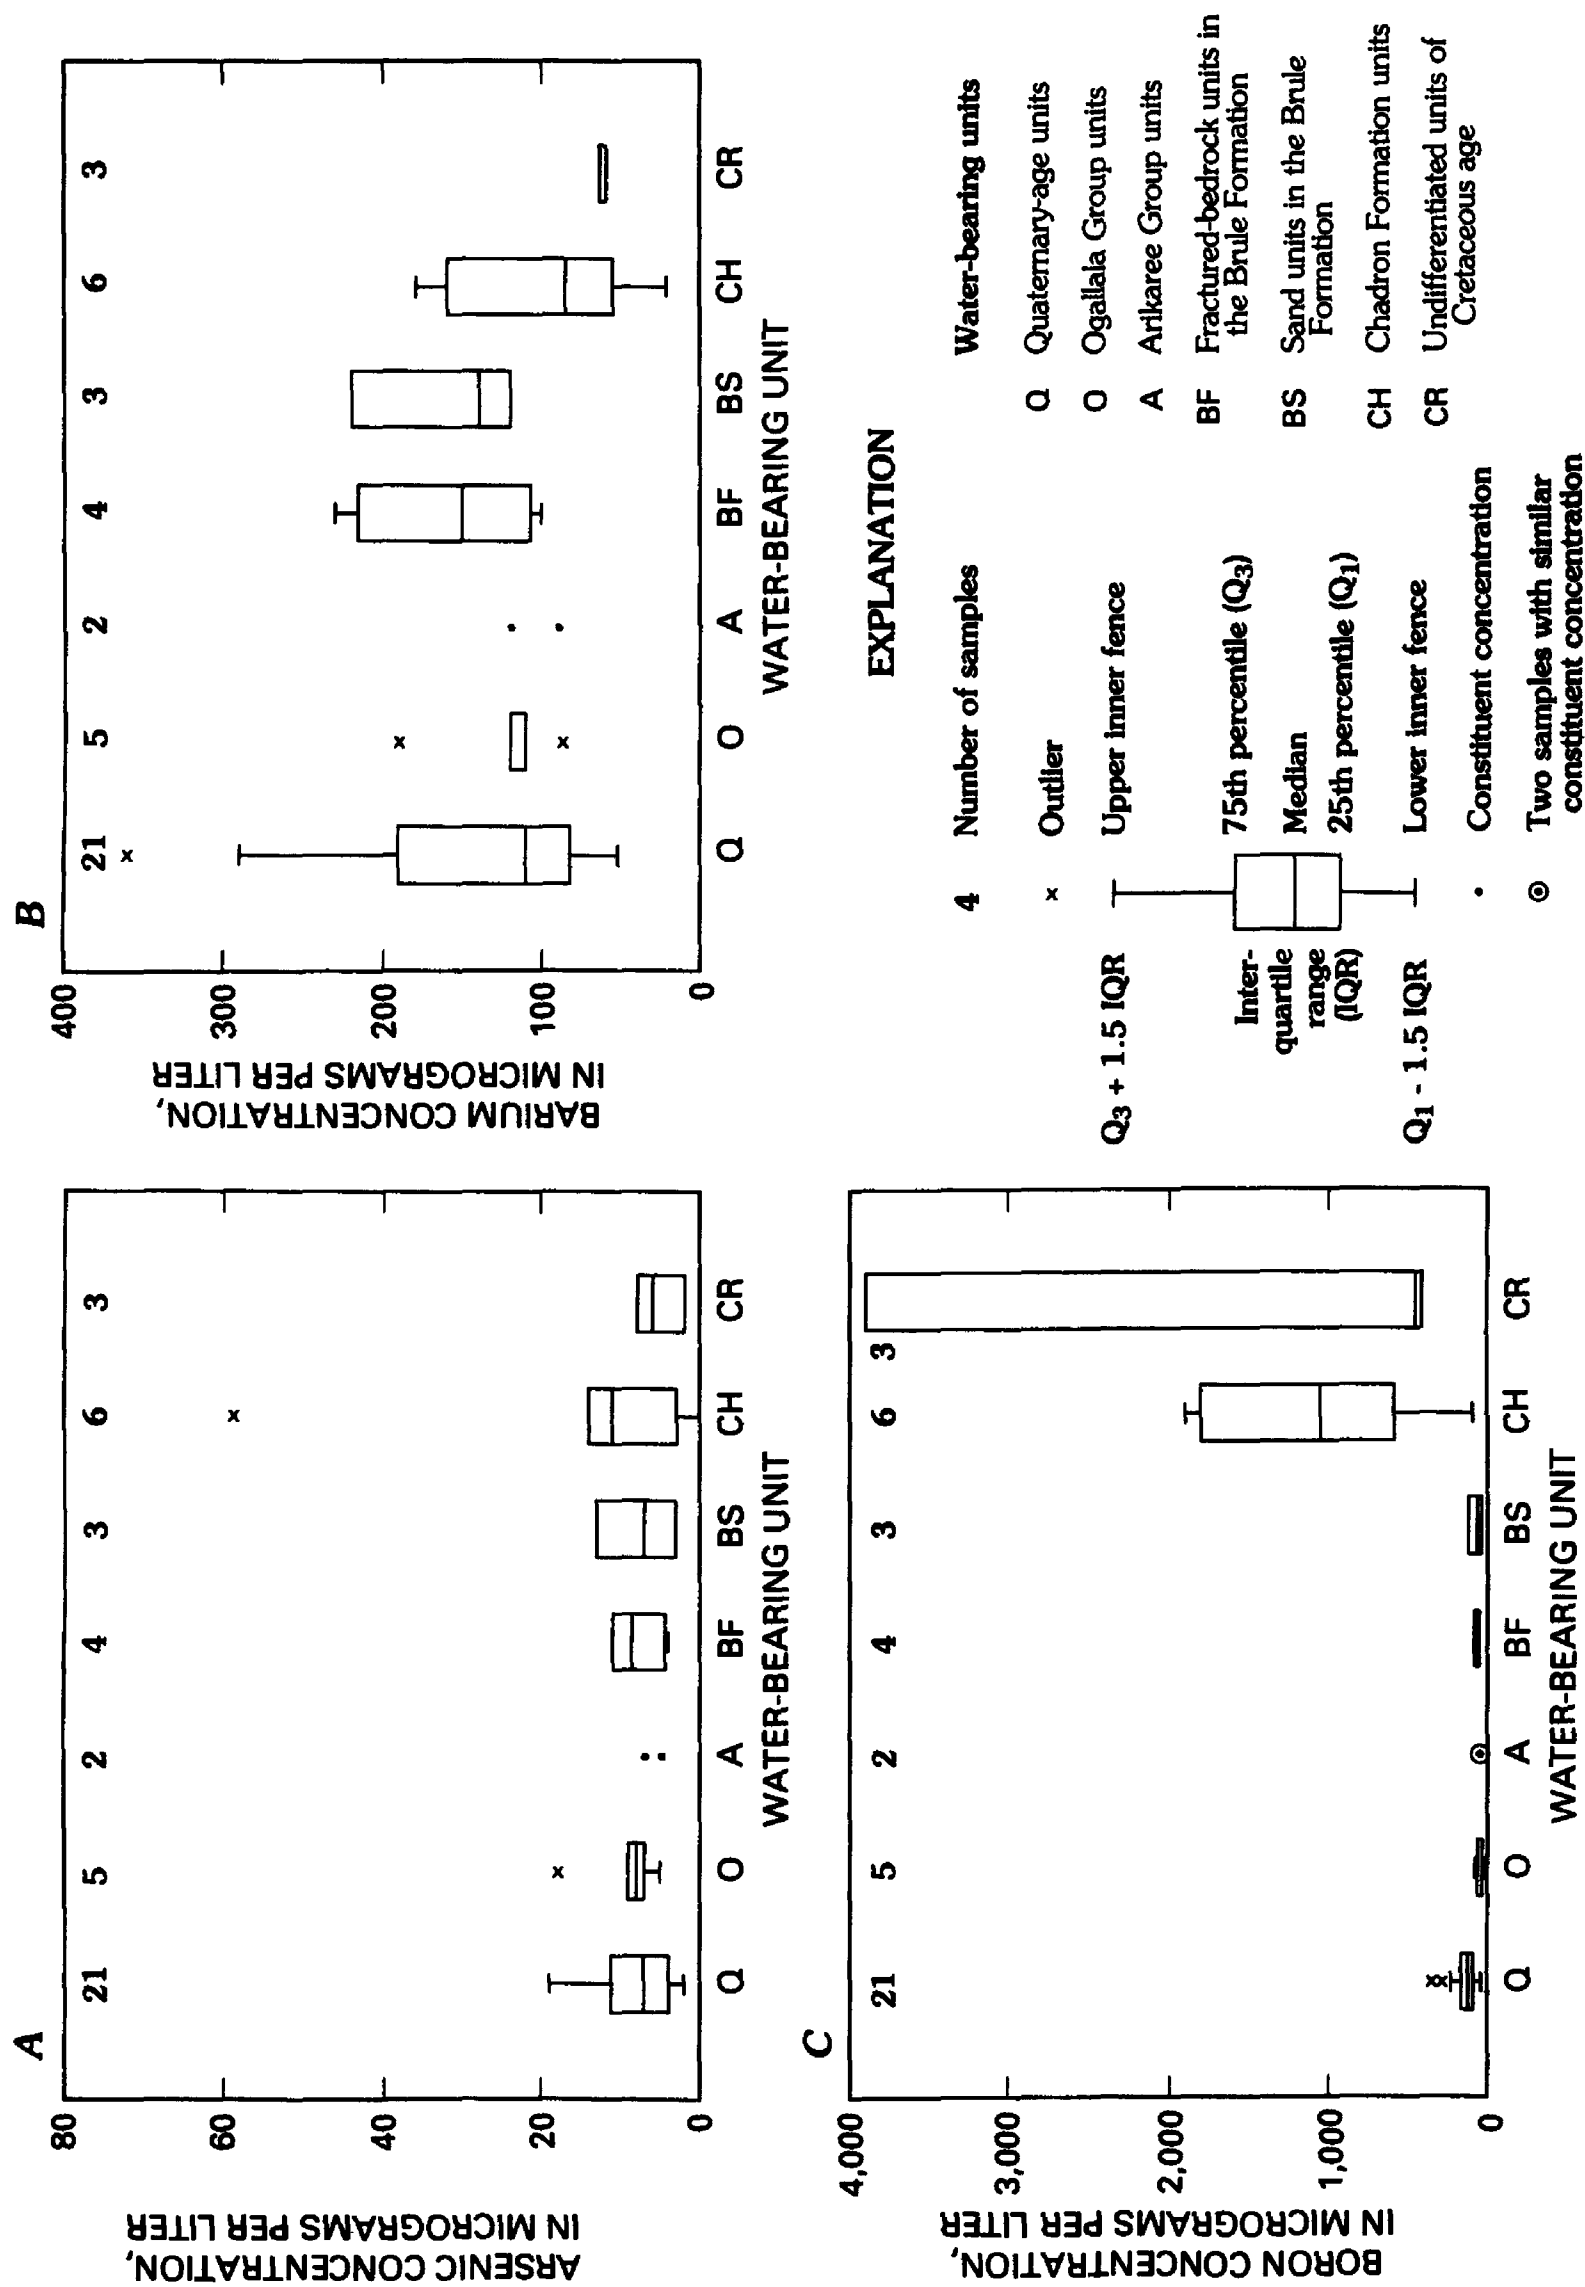 A
ARSENIC CONCENTRATION,
IN MICROGRAMS PER LITER
80
60
40
20
0
21 5 2 4 3 6 3
x x
Q O A BF BS CH CR
WATER-BEARING UNIT
B
BARIUM CONCENTRATION,
IN MICROGRAMS PER LITER
400
300
200
100
0
21 5 2 4 3 6 3
x x x
Q O A BF BS CH CR
WATER-BEARING UNIT
C
BORON CONCENTRATION,
IN MICROGRAMS PER LITER
4,000
3,000
2,000
1,000
0
21 5 2 4 3 6 3
x x
Q O A BF BS CH CR
WATER-BEARING UNIT
EXPLANATION
4 Number of samples
x Outlier
Q3 + 1.5 IQR Upper inner fence
Inter-
quartile
range
(IQR)
75th percentile (Q3)
Median
25th percentile (Q1)
Q1 - 1.5 IQR Lower inner fence
• Constituent concentration
⊙ Two samples with similar
constituent concentration
Water-bearing units
Q Quaternary-age units
O Ogallala Group units
A Arikaree Group units
BF Fractured-bedrock units in
the Brule Formation
BS Sand units in the Brule
Formation
CH Chadron Formation units
CR Undifferentiated units of
Cretaceous age